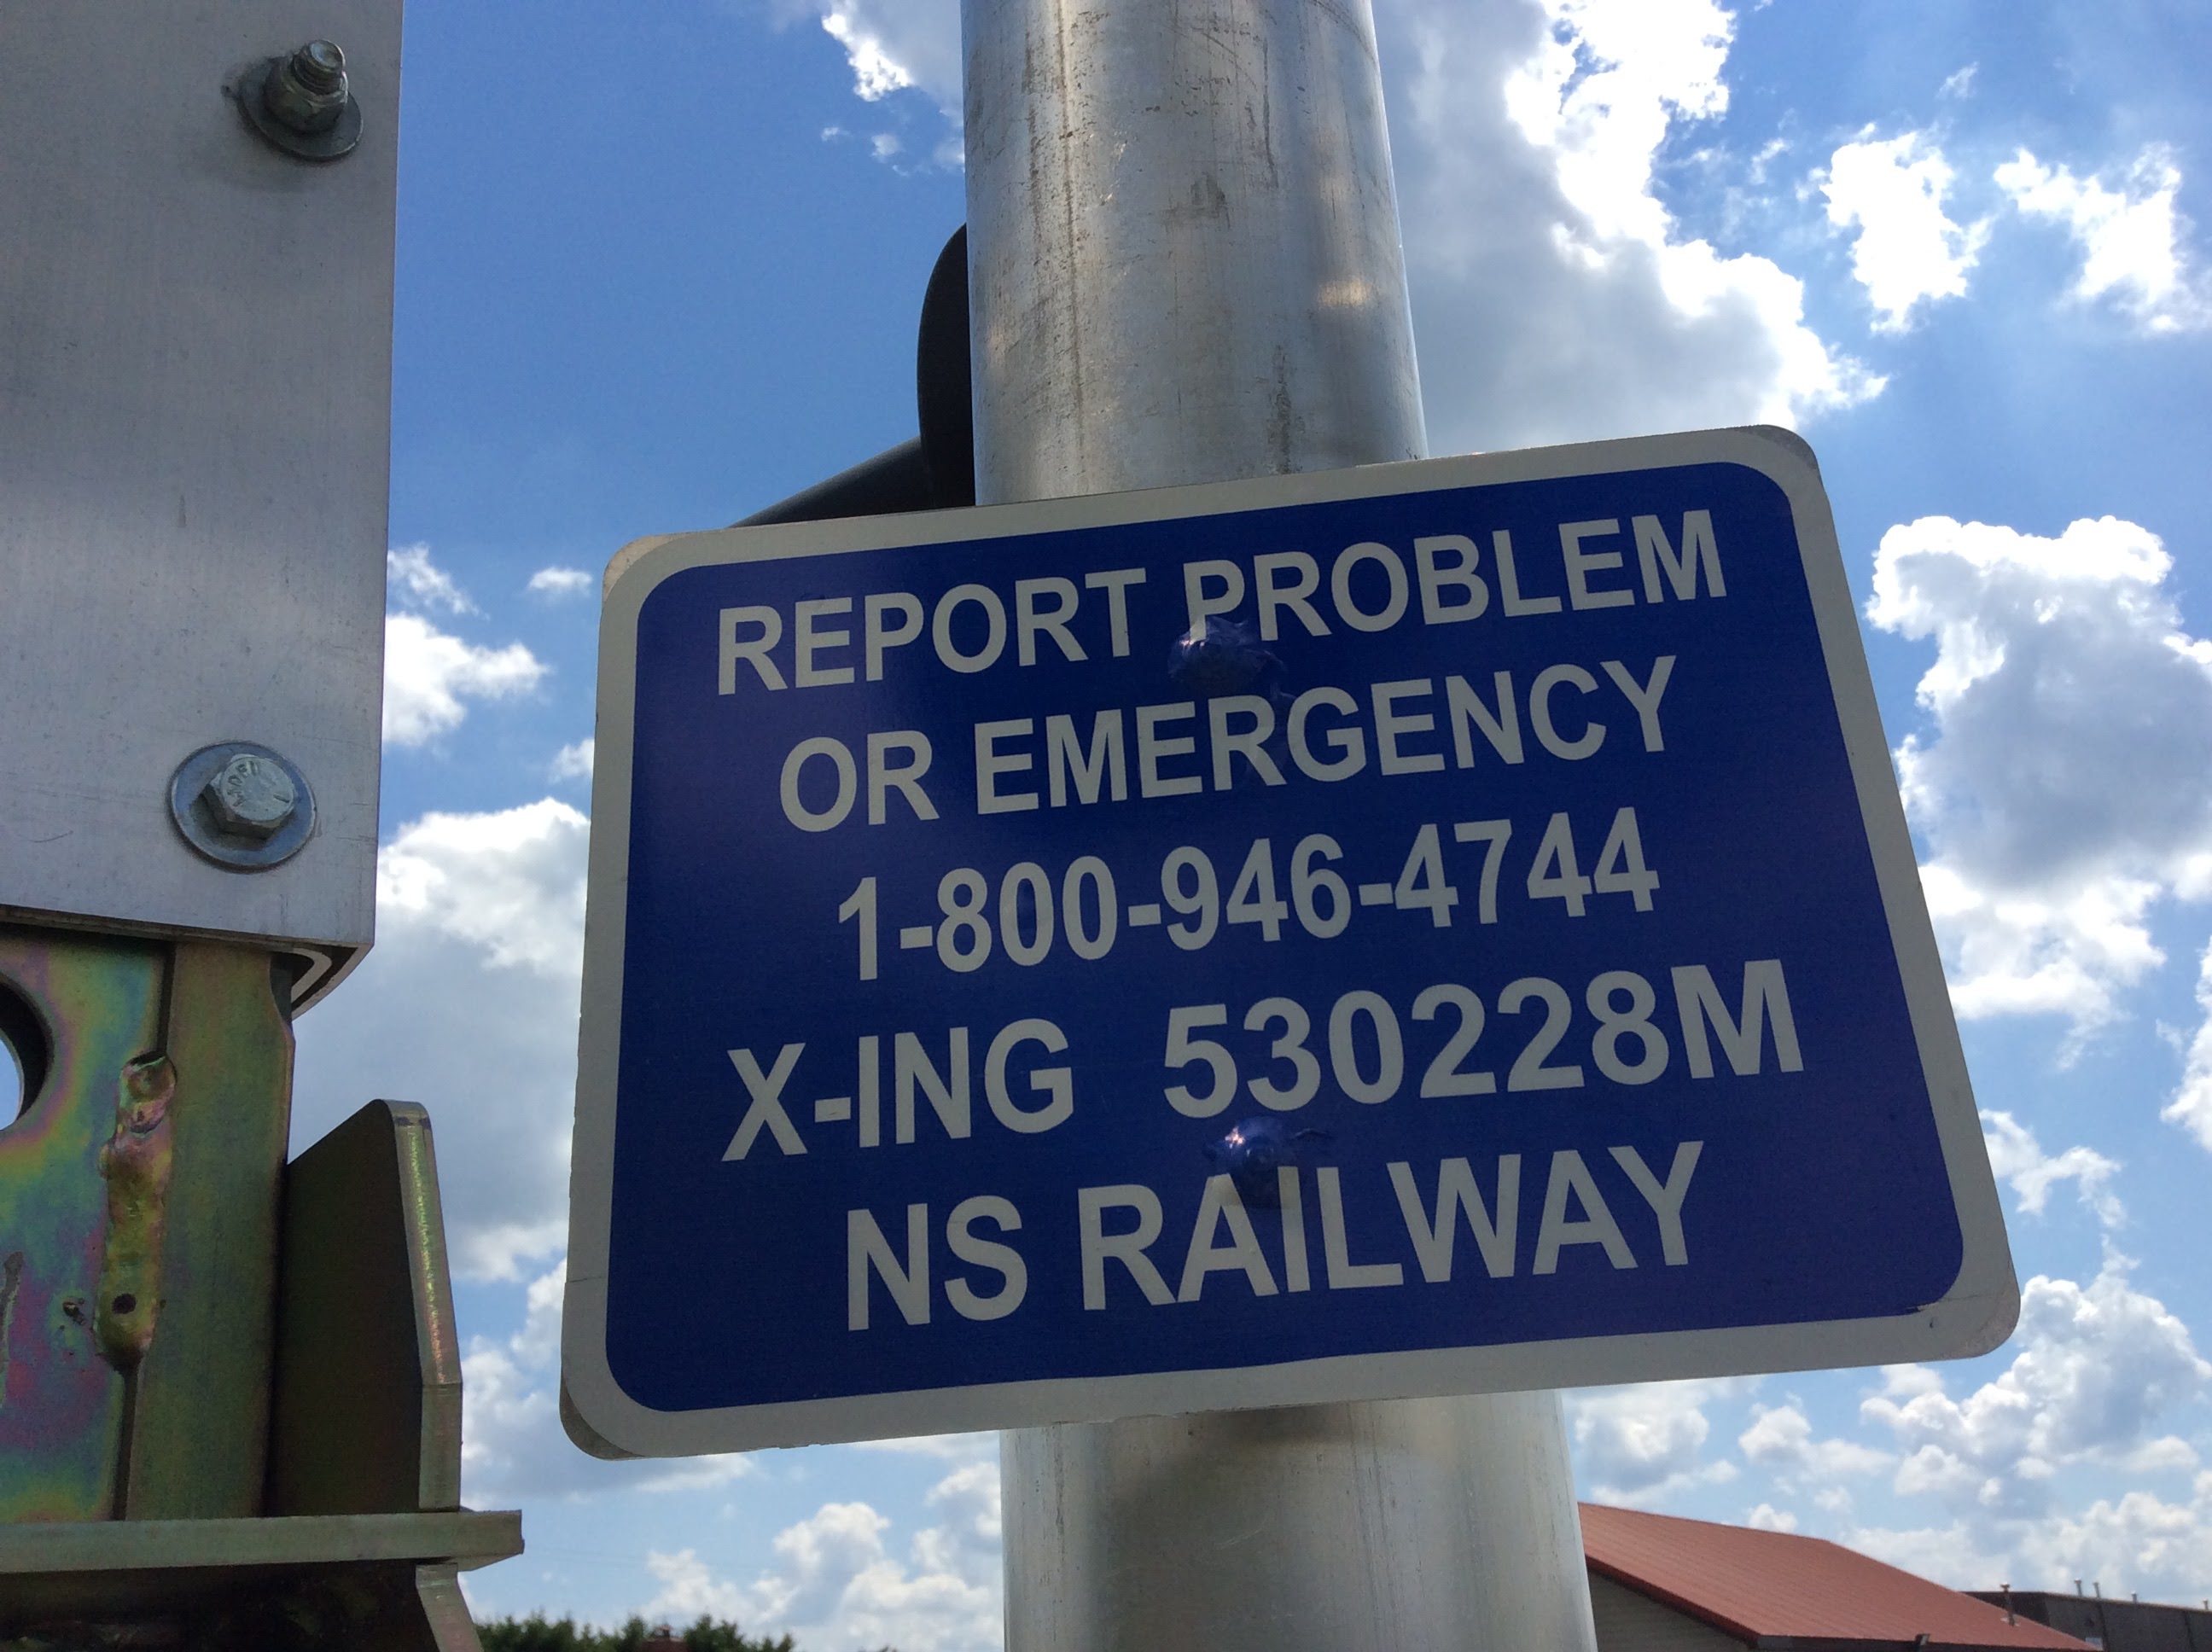 REPORT PROBLEM
OR EMERGENCY
1-800-946-4744
X-ING 530228M
NS RAILWAY